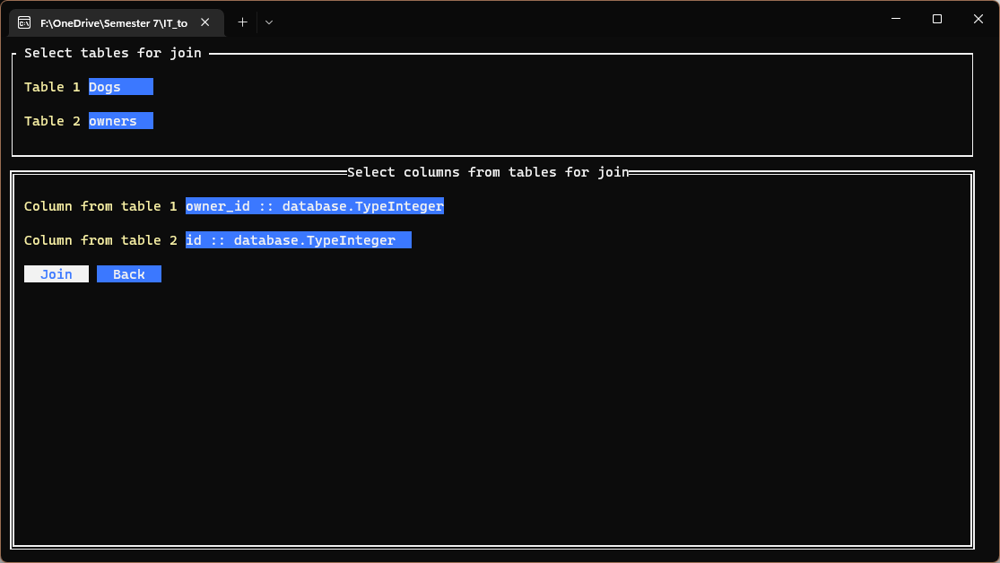 F:\OneDrive\Semester 7\IT_to
Select tables for join
Table 1 Dogs
Table 2 owners
Select columns from tables for join
Column from table 1 owner_id :: database.TypeInteger
Column from table 2 id :: database.TypeInteger
Join Back